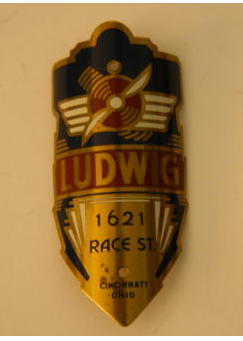 LUDWIG
1621
RACE ST.
CINCINNATI
OHIO